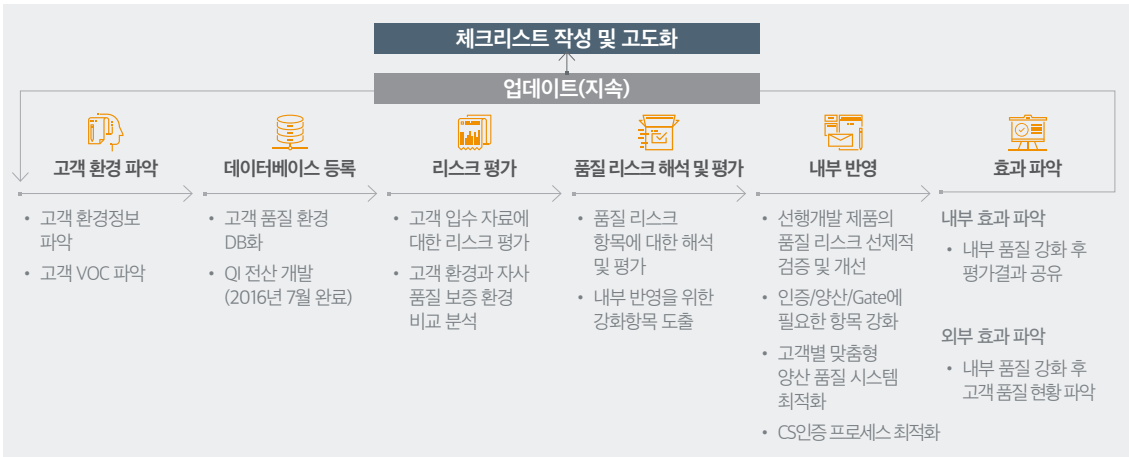 체크리스트 작성 및 고도화
업데이트(지속)
고객 환경 파악
• 고객 환경정보
파악
• 고객 VOC 파악
데이터베이스 등록
• 고객 품질 환경
DB화
• QI 전산 개발
(2016년 7월 완료)
리스크 평가
• 고객 입수 자료에
대한 리스크 평가
• 고객 환경과 자사
품질 보증 환경
비교 분석
품질 리스크 해석 및 평가
• 품질 리스크
항목에 대한 해석
및 평가
• 내부 반영을 위한
강화항목 도출
내부 반영
• 선행개발 제품의
품질 리스크 선제적
검증 및 개선
• 인증/양산/Gate에
필요한 항목 강화
• 고객별 맞춤형
양산 품질 시스템
최적화
• CS인증 프로세스 최적화
효과 파악
내부 효과 파악
• 내부 품질 강화 후
평가결과 공유
외부 효과 파악
• 내부 품질 강화 후
고객 품질 현황 파악